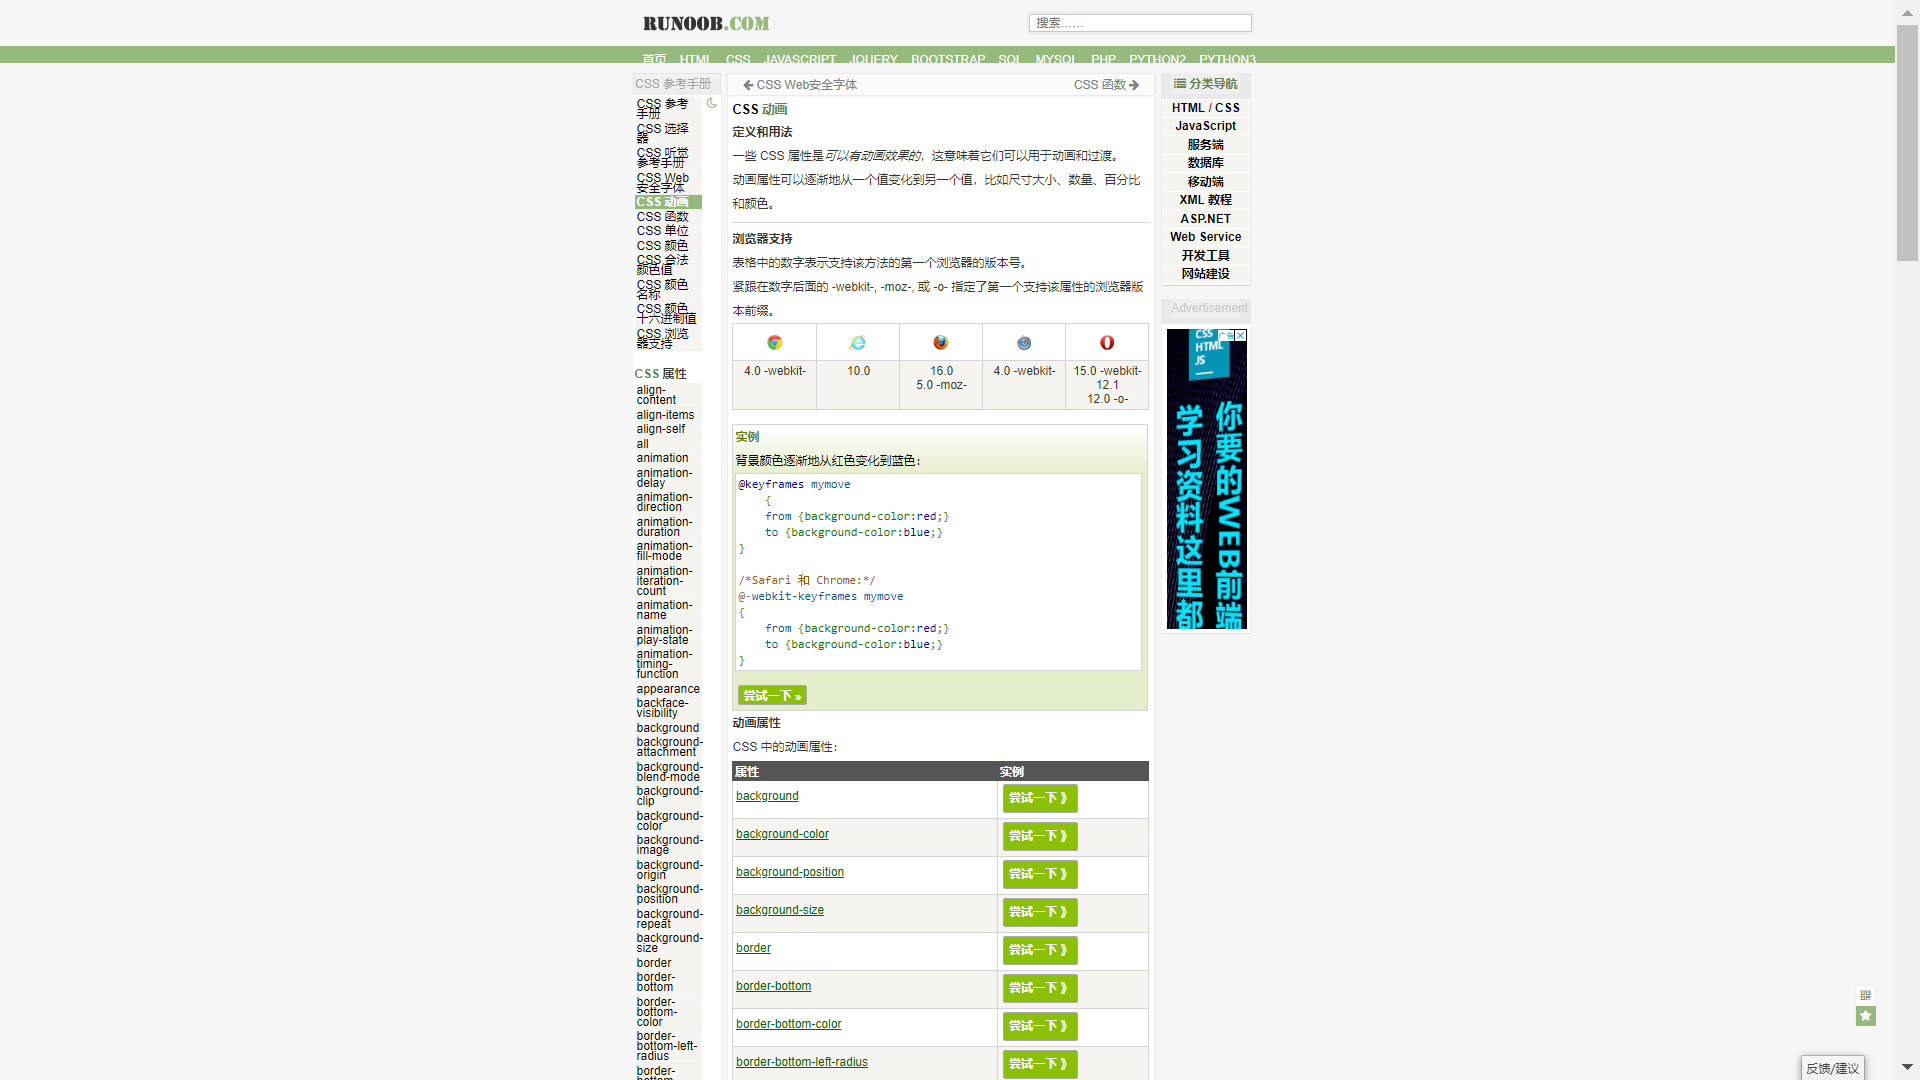 RUNOOB.COM
搜索……
首页 HTML CSS JAVASCRIPT JQUERY BOOTSTRAP SQL MYSQL PHP PYTHON2 PYTHON3
CSS 参考手册
CSS 参考
手册
CSS 选择
器
CSS 听觉
参考手册
CSS Web
安全字体
CSS 动画
CSS 函数
CSS 单位
CSS 颜色
CSS 合法
颜色值
CSS 颜色
名称
CSS 颜色
十六进制值
CSS 浏览
器支持
CSS 属性
align-
content
align-items
align-self
all
animation
animation-
delay
animation-
direction
animation-
duration
animation-
fill-mode
animation-
iteration-
count
animation-
name
animation-
play-state
animation-
timing-
function
appearance
backface-
visibility
background
background-
attachment
background-
blend-mode
background-
clip
background-
color
background-
image
background-
origin
background-
position
background-
repeat
background-
size
border
border-
bottom
border-
bottom-
color
border-
bottom-left-
radius
border-
CSS Web安全字体
CSS 函数
CSS 动画
定义和用法
一些 CSS 属性是可以有动画效果的，这意味着它们可以用于动画和过渡。
动画属性可以逐渐地从一个值变化到另一个值，比如尺寸大小、数量、百分比
和颜色。
浏览器支持
表格中的数字表示支持该方法的第一个浏览器的版本号。
紧跟在数字后面的 -webkit-, -moz-, 或 -o- 指定了第一个支持该属性的浏览器版
本前缀。
4.0 -webkit- 10.0 16.0 4.0 -webkit- 15.0 -webkit-
5.0 -moz- 12.1
12.0 -o-
实例
背景颜色逐渐地从红色变化到蓝色：
@keyframes mymove
{
from {background-color:red;}
to {background-color:blue;}
}
/*Safari 和 Chrome:*/
@-webkit-keyframes mymove
{
from {background-color:red;}
to {background-color:blue;}
}
尝试一下 »
动画属性
CSS 中的动画属性：
属性 实例
background 尝试一下 》
background-color 尝试一下 》
background-position 尝试一下 》
background-size 尝试一下 》
border 尝试一下 》
border-bottom 尝试一下 》
border-bottom-color 尝试一下 》
border-bottom-left-radius 尝试一下 》
分类导航
HTML / CSS
JavaScript
服务端
数据库
移动端
XML 教程
ASP.NET
Web Service
开发工具
网站建设
Advertisement
广告
CSS
HTML
JS
你要的WEB前端
学习资料这里都
反馈/建议